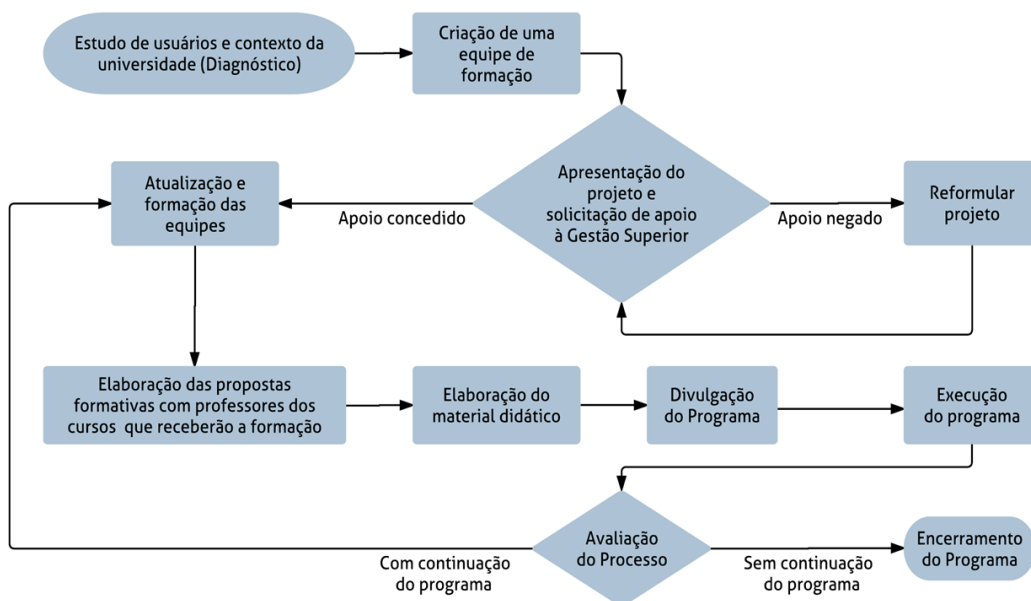 Estudo de usuários e contexto da
universidade (Diagnóstico)
Criação de uma
equipe de
formação
Apresentação do
projeto e
solicitação de apoio
à Gestão Superior
Apoio concedido
Apoio negado
Atualização e
formação das
equipes
Reformular
projeto
Elaboração das propostas
formativas com professores dos
cursos que receberão a formação
Elaboração do
material didático
Divulgação
do Programa
Execução
do programa
Avaliação
do Processo
Com continuação
do programa
Sem continuação
do programa
Encerramento
do Programa